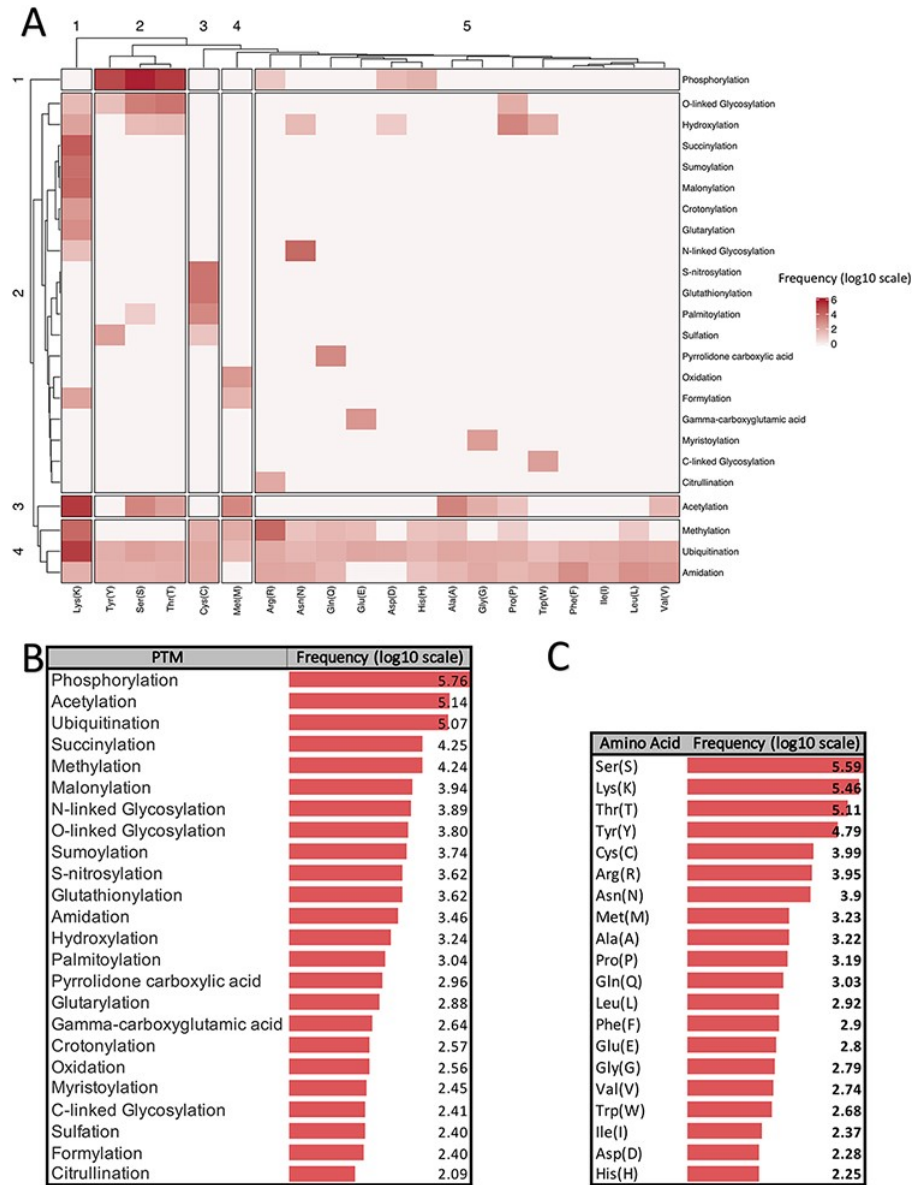 A
1 2 3 4 5
1
2
3
4
Phosphorylation
O-linked Glycosylation
Hydroxylation
Succinylation
Sumoylation
Malonylation
Crotonylation
Glutarylation
N-linked Glycosylation
S-nitrosylation
Glutathionylation
Palmitoylation
Sulfation
Pyrrolidone carboxylic acid
Oxidation
Formylation
Gamma-carboxyglutamic acid
Myristoylation
C-linked Glycosylation
Citrullination
Acetylation
Methylation
Ubiquitination
Amidation
Frequency (log10 scale)
6
4
2
0
Lys(K) Tyr(Y) Ser(S) Thr(T) Cys(C) Met(M) Arg(R) Asn(N) Gln(Q) Glu(E) Asp(D) His(H) Ala(A) Gly(G) Pro(P) Trp(W) Phe(F) Ile(I) Leu(L) Val(V)
B
PTM Frequency (log10 scale)
Phosphorylation 5.76
Acetylation 5.14
Ubiquitination 5.07
Succinylation 4.25
Methylation 4.24
Malonylation 3.94
N-linked Glycosylation 3.89
O-linked Glycosylation 3.80
Sumoylation 3.74
S-nitrosylation 3.62
Glutathionylation 3.62
Amidation 3.46
Hydroxylation 3.24
Palmitoylation 3.04
Pyrrolidone carboxylic acid 2.96
Glutarylation 2.88
Gamma-carboxyglutamic acid 2.64
Crotonylation 2.57
Oxidation 2.56
Myristoylation 2.45
C-linked Glycosylation 2.41
Sulfation 2.40
Formylation 2.40
Citrullination 2.09
C
Amino Acid Frequency (log10 scale)
Ser(S) 5.59
Lys(K) 5.46
Thr(T) 5.11
Tyr(Y) 4.79
Cys(C) 3.99
Arg(R) 3.95
Asn(N) 3.9
Met(M) 3.23
Ala(A) 3.22
Pro(P) 3.19
Gln(Q) 3.03
Leu(L) 2.92
Phe(F) 2.9
Glu(E) 2.8
Gly(G) 2.79
Val(V) 2.74
Trp(W) 2.68
Ile(I) 2.37
Asp(D) 2.28
His(H) 2.25